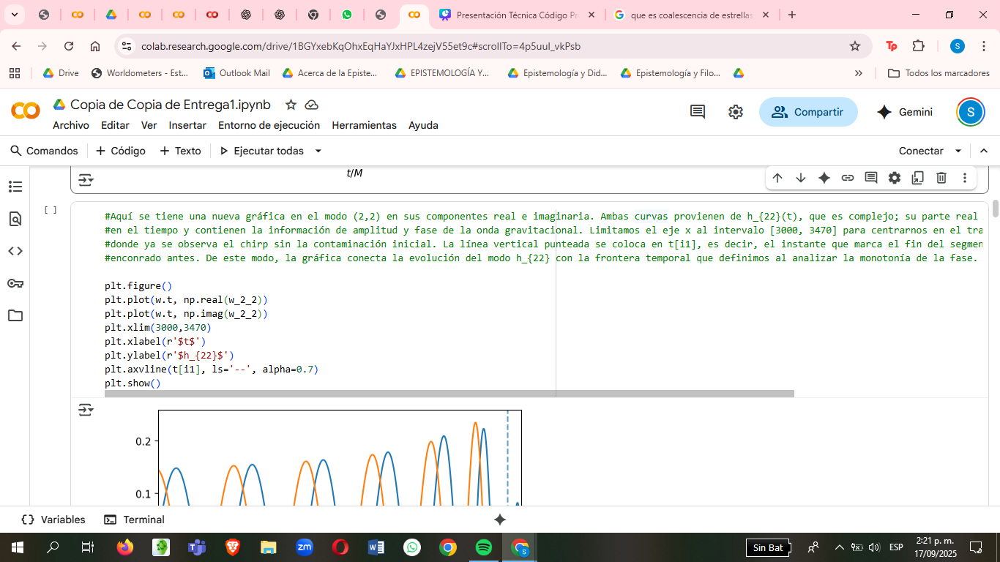 Presentación Técnica Código Pr
que es coalescencia de estrellas
colab.research.google.com/drive/1BGYxebKqOhxEqHaYJxHPL4zejV55et9c#scrollTo=4p5uul_vkPsb
Tp
S
Drive
Worldometers - Est...
Outlook Mail
Acerca de la Episte...
EPISTEMOLOGÍA Y...
Epistemología y Did...
Epistemología y Filo...
Todos los marcadores
Copia de Copia de Entrega1.ipynb
Compartir
Gemini
S
Archivo Editar Ver Insertar Entorno de ejecución Herramientas Ayuda
Comandos + Código + Texto Ejecutar todas Conectar
t/M
[ ]
#Aquí se tiene una nueva gráfica en el modo (2,2) en sus componentes real e imaginaria. Ambas curvas provienen de h_{22}(t), que es complejo; su parte real
#en el tiempo y contienen la información de amplitud y fase de la onda gravitacional. Limitamos el eje x al intervalo [3000, 3470] para centrarnos en el tra
#donde ya se observa el chirp sin la contaminación inicial. La línea vertical punteada se coloca en t[i1], es decir, el instante que marca el fin del segmen
#enconrado antes. De este modo, la gráfica conecta la evolución del modo h_{22} con la frontera temporal que definimos al analizar la monotonía de la fase.
plt.figure()
plt.plot(w.t, np.real(w_2_2))
plt.plot(w.t, np.imag(w_2_2))
plt.xlim(3000,3470)
plt.xlabel(r'$t$')
plt.ylabel(r'$h_{22}$')
plt.axvline(t[i1], ls='--', alpha=0.7)
plt.show()
0.2
0.1
Variables
Terminal
Sin Bat
ESP
2:21 p. m.
17/09/2025